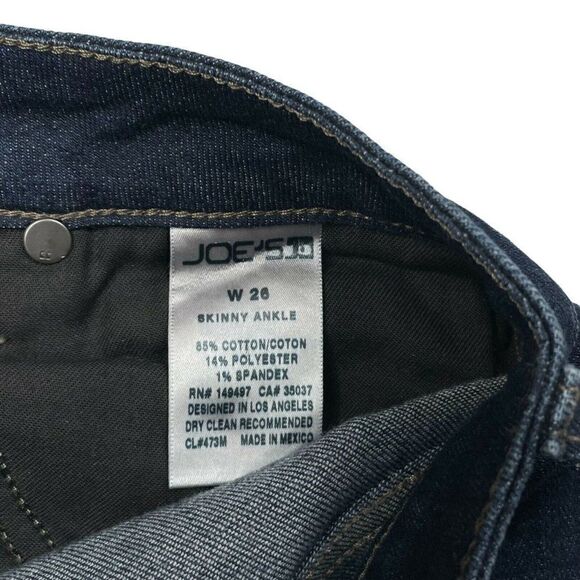 JOE'S
W 26
SKINNY ANKLE
85% COTTON/COTON
14% POLYESTER
1% SPANDEX
RN# 149497 CA# 35037
DESIGNED IN LOS ANGELES
DRY CLEAN RECOMMENDED
CL#473M MADE IN MEXICO